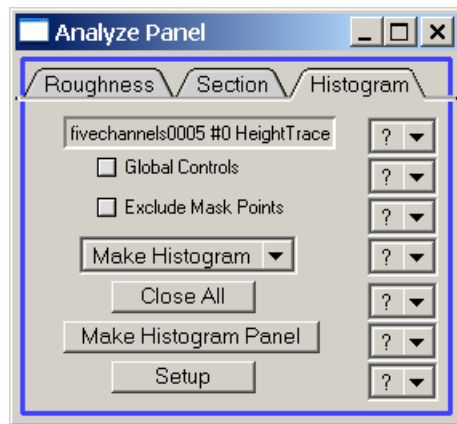 Analyze Panel
Roughness Section Histogram
fivechannels0005 #0 HeightTrace ?
Global Controls ?
Exclude Mask Points ?
Make Histogram ?
Close All ?
Make Histogram Panel ?
Setup ?